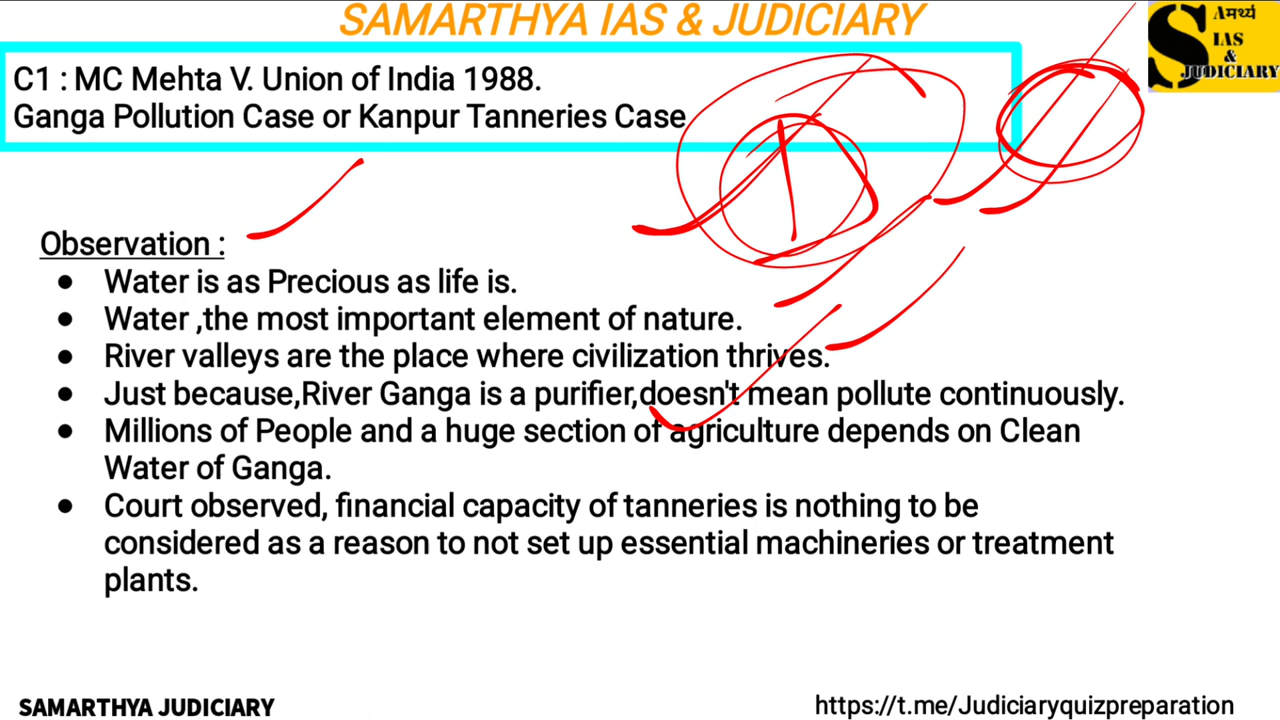 SAMARTHYA IAS & JUDICIARY
Sअमर्थ्य
IAS
&
JUDICIARY
C1 : MC Mehta V. Union of India 1988.
Ganga Pollution Case or Kanpur Tanneries Case
Observation :
● Water is as Precious as life is.
● Water ,the most important element of nature.
● River valleys are the place where civilization thrives.
● Just because,River Ganga is a purifier,doesn't mean pollute continuously.
● Millions of People and a huge section of agriculture depends on Clean
Water of Ganga.
● Court observed, financial capacity of tanneries is nothing to be
considered as a reason to not set up essential machineries or treatment
plants.
SAMARTHYA JUDICIARY
https://t.me/Judiciaryquizpreparation